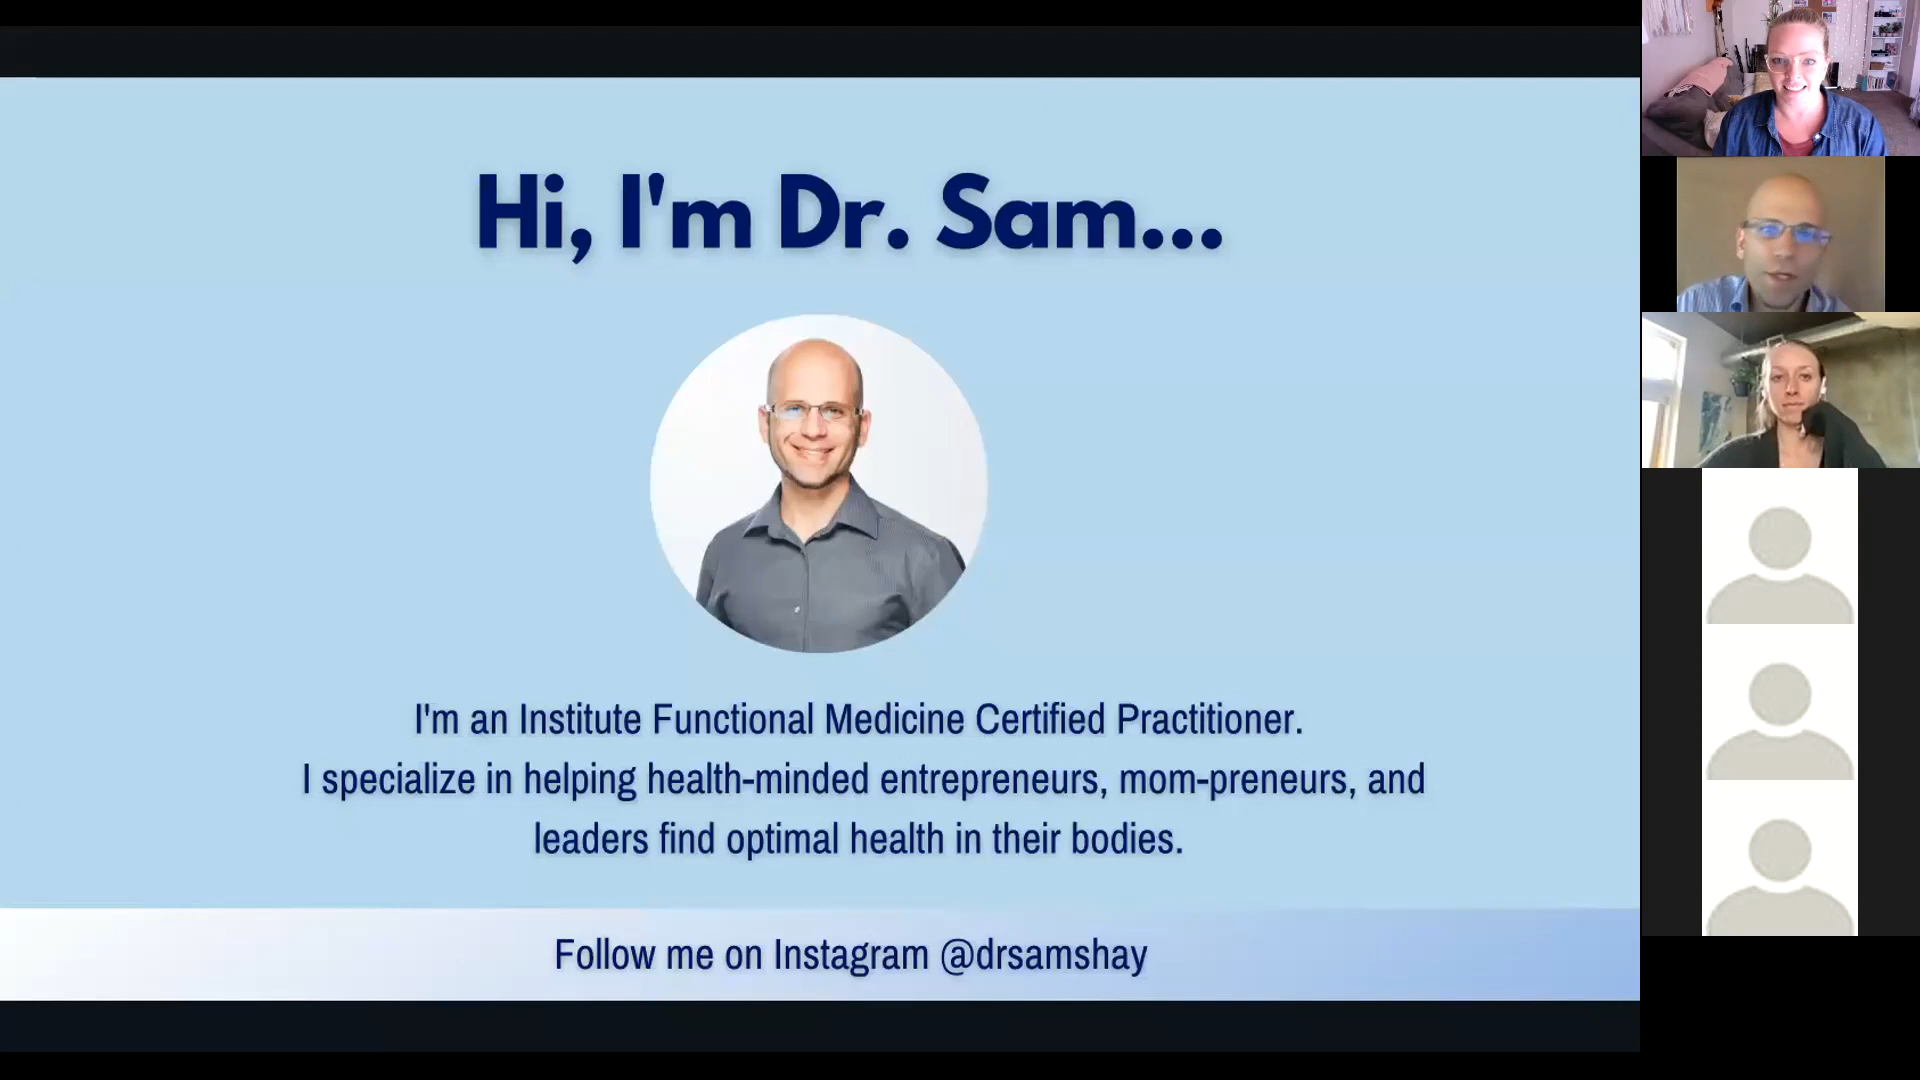 Hi, I'm Dr. Sam...
I'm an Institute Functional Medicine Certified Practitioner.
I specialize in helping health-minded entrepreneurs, mom-preneurs, and
leaders find optimal health in their bodies.
Follow me on Instagram @drsamshay